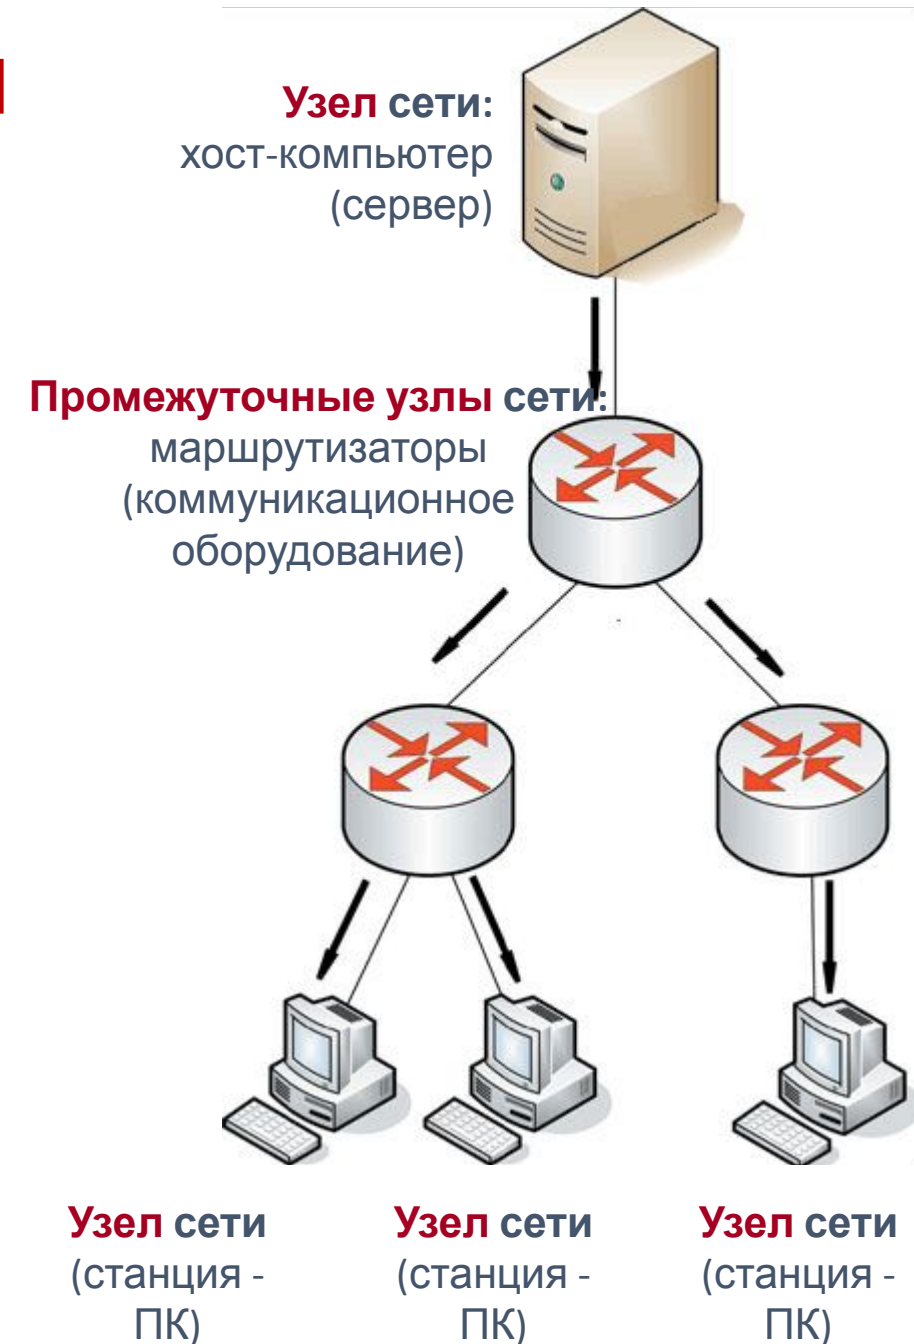 Узел сети:
хост-компьютер
(сервер)
Промежуточные узлы сети:
маршрутизаторы
(коммуникационное
оборудование)
Узел сети
(станция -
ПК)
Узел сети
(станция -
ПК)
Узел сети
(станция -
ПК)